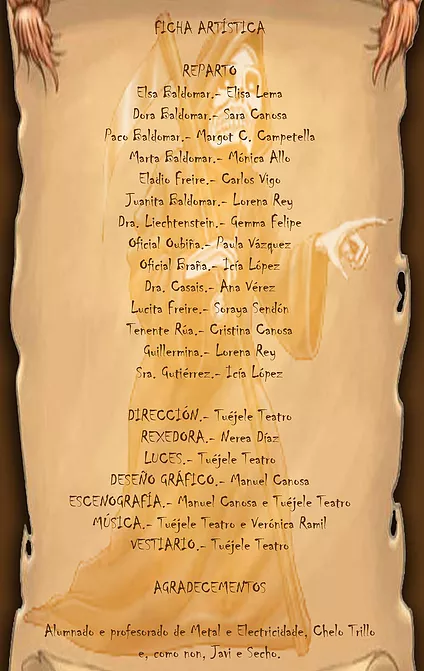 FICHA ARTÍSTICA
REPARTO
Elsa Baldomar.- Elisa Lema
Dora Baldomar.- Sara Canosa
Paco Baldomar.- Margot C. Campetella
Marta Baldomar.- Mónica Allo
Eladio Freire.- Carlos Vigo
Juanita Baldomar.- Lorena Rey
Dra. Liechtenstein.- Gemma Felipe
Oficial Oubiña.- Paula Vázquez
Oficial Braña.- Icía López
Dra. Casais.- Ana Vérez
Lucita Freire.- Soraya Sendón
Tenente Rúa.- Cristina Canosa
Guillermina.- Lorena Rey
Sra. Gutiérrez.- Icía López
DIRECCIÓN.- Tuéjele Teatro
REXEDORA.- Nerea Díaz
LUCES.- Tuéjele Teatro
DESEÑO GRÁFICO.- Manuel Canosa
ESCENOGRAFÍA.- Manuel Canosa e Tuéjele Teatro
MÚSICA.- Tuéjele Teatro e Verónica Ramil
VESTIARIO.- Tuéjele Teatro
AGRADECEMENTOS
Alumnado e profesorado de Metal e Electricidade, Chelo Trillo
e, como non, Javi e Secho.